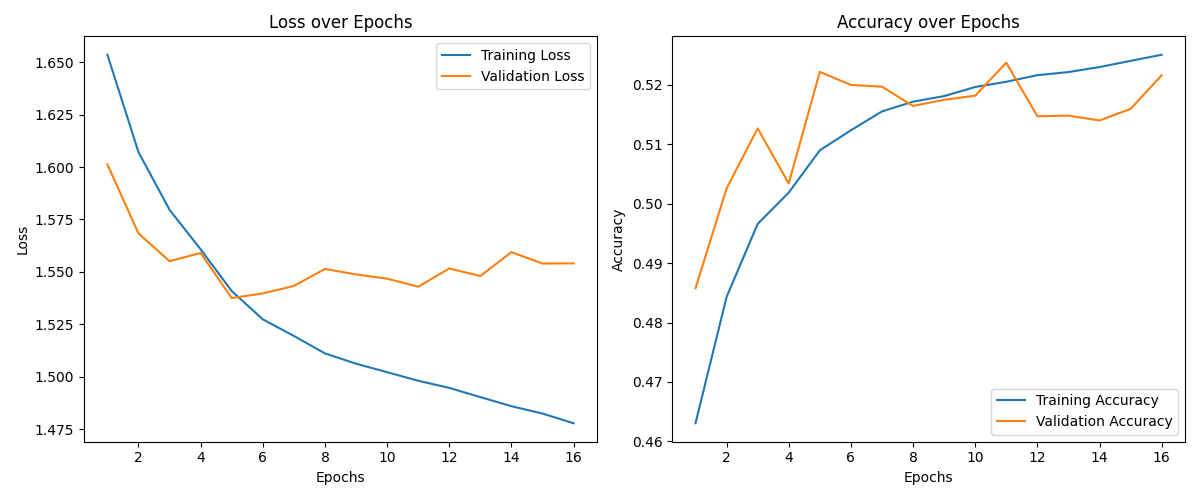 Loss over Epochs
Training Loss
Validation Loss
1.650
1.625
1.600
1.575
1.550
1.525
1.500
1.475
Loss
2 4 6 8 10 12 14 16
Epochs
Accuracy over Epochs
0.52
0.51
0.50
0.49
0.48
0.47
0.46
Accuracy
Training Accuracy
Validation Accuracy
2 4 6 8 10 12 14 16
Epochs